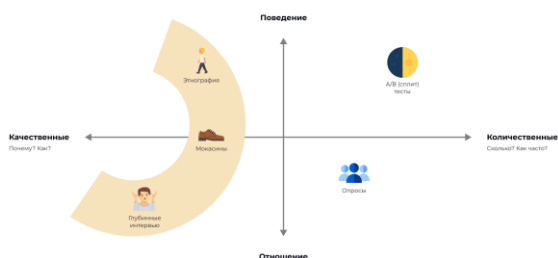 Поведение
Этнография
A/B (сплит)
тесты
Качественные
Почему? Как?
Мокасины
Количественные
Сколько? Как часто?
Опросы
Глубинные
интервью
Отношение